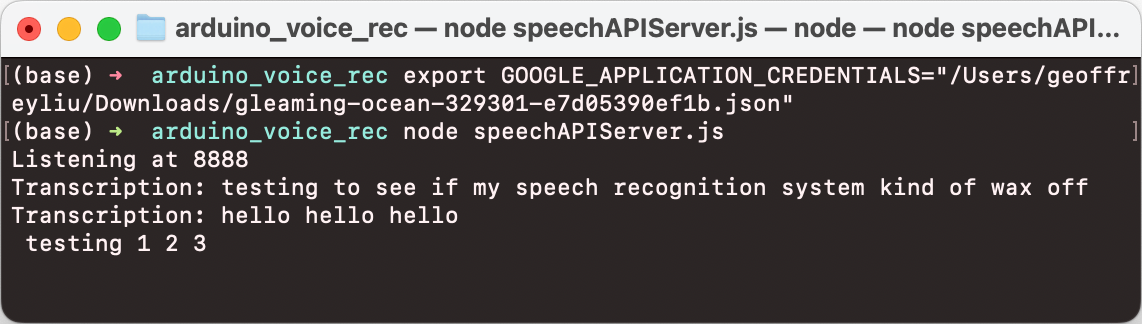 arduino_voice_rec — node speechAPIServer.js — node — node speechAPI...
[(base) ➜  arduino_voice_rec export GOOGLE_APPLICATION_CREDENTIALS="/Users/geoffr]
eyliu/Downloads/gleaming-ocean-329301-e7d05390ef1b.json"
[(base) ➜  arduino_voice_rec node speechAPIServer.js ]
Listening at 8888
Transcription: testing to see if my speech recognition system kind of wax off
Transcription: hello hello hello
 testing 1 2 3